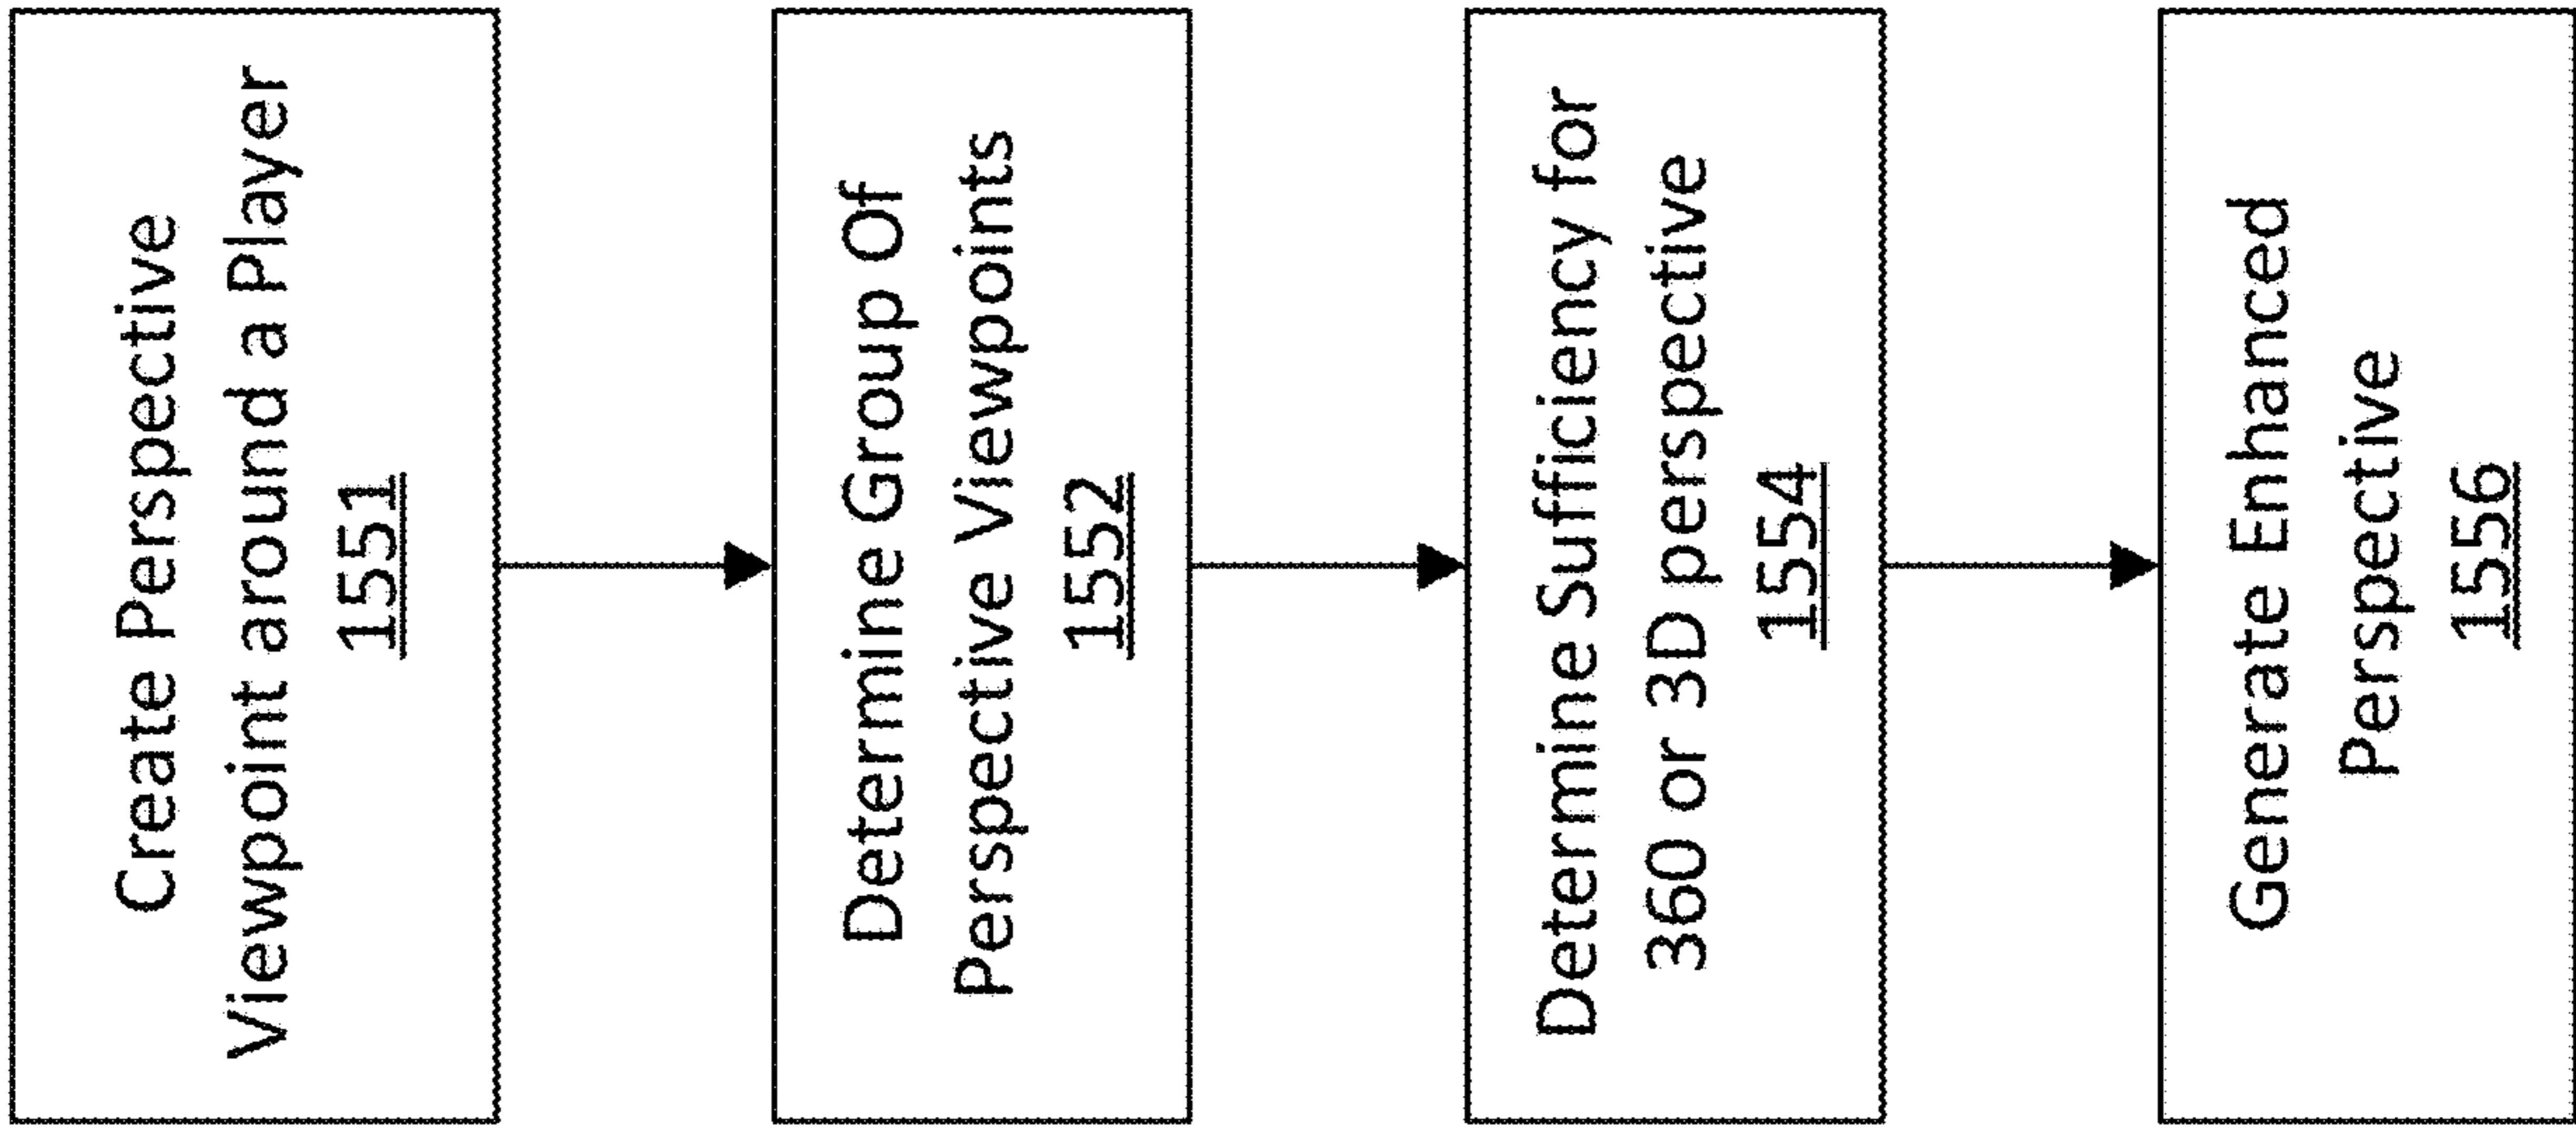 Create Perspective
Viewpoint around a Player
1551
Determine Group Of
Perspective Viewpoints
1552
Determine Sufficiency for
360 or 3D perspective
1554
Generate Enhanced
Perspective
1556